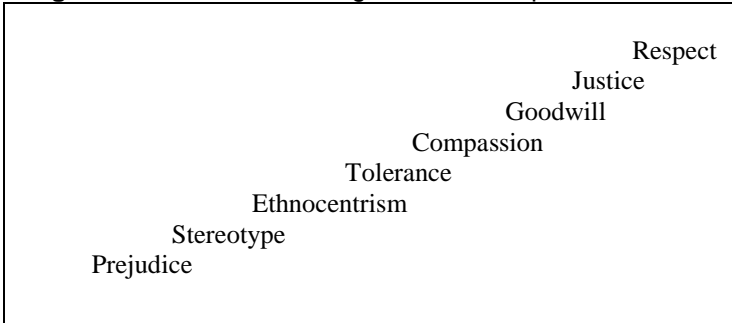 Respect
Justice
Goodwill
Compassion
Tolerance
Ethnocentrism
Stereotype
Prejudice